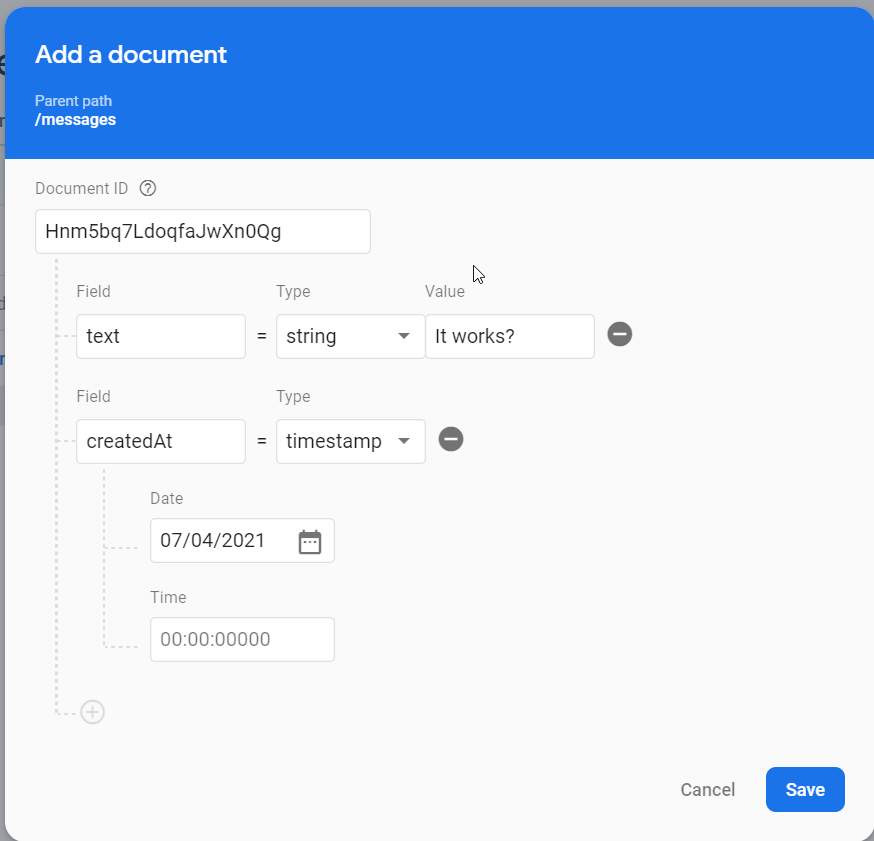 Add a document
Parent path
/messages
Document ID
Hnm5bq7LdoqfaJwXn0Qg
Field Type Value
text = string It works?
Field Type
createdAt = timestamp
Date
07/04/2021
Time
00:00:00000
Cancel Save